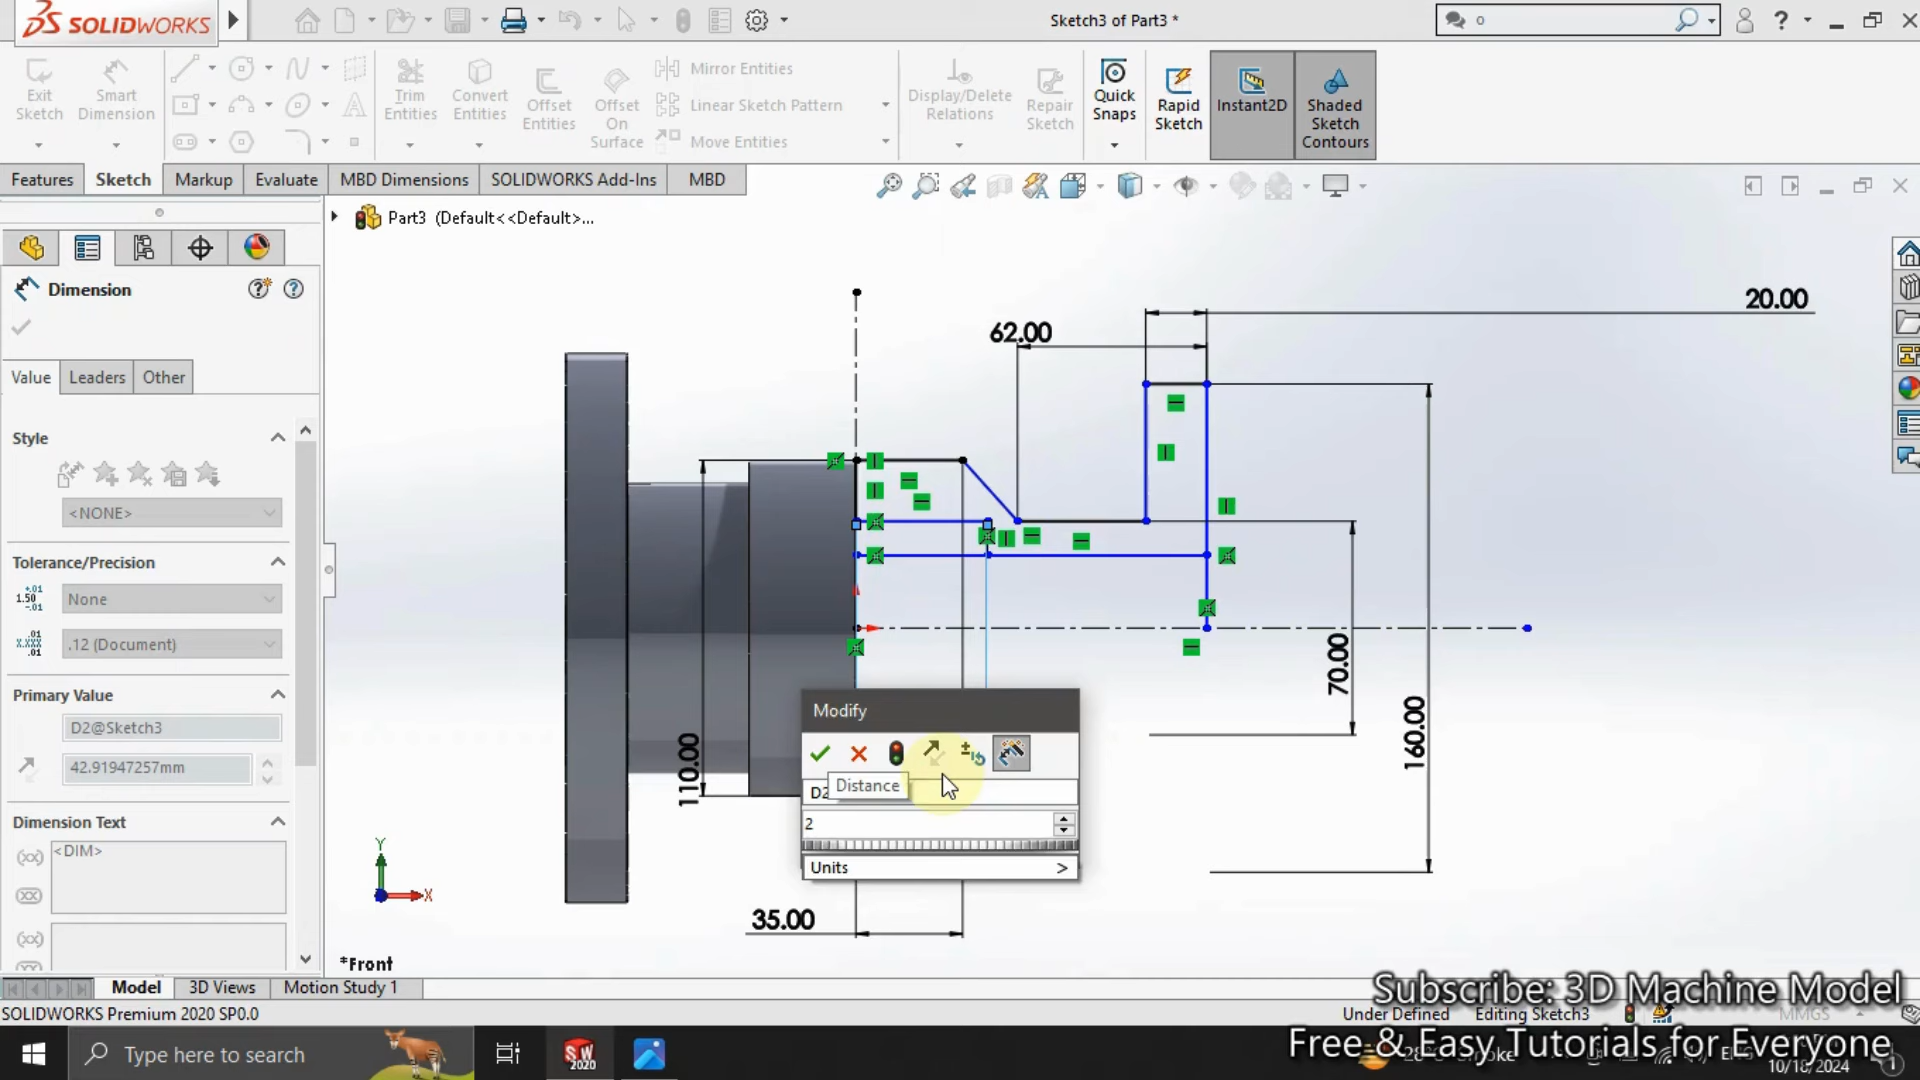 SOLIDWORKS
Sketch3 of Part3 *
o
Exit Sketch
Smart Dimension
Trim Entities
Convert Entities
Offset Entities
Offset On Surface
Mirror Entities
Linear Sketch Pattern
Move Entities
Display/Delete Relations
Repair Sketch
Quick Snaps
Rapid Sketch
Instant2D
Shaded Sketch Contours
Features
Sketch
Markup
Evaluate
MBD Dimensions
SOLIDWORKS Add-Ins
MBD
Part3 (Default<<Default>...
Dimension
Value
Leaders
Other
Style
<NONE>
Tolerance/Precision
None
.12 (Document)
Primary Value
D2@Sketch3
42.91947257mm
Dimension Text
<DIM>
20.00
62.00
110.00
70.00
160.00
35.00
Modify
Distance
D2
2
Units >
Y
X
*Front
Model
3D Views
Motion Study 1
SOLIDWORKS Premium 2020 SP0.0
Under Defined
Editing Sketch3
MMGS
Subscribe: 3D Machine Model
Free & Easy Tutorials for Everyone
Type here to search
10/18/2024